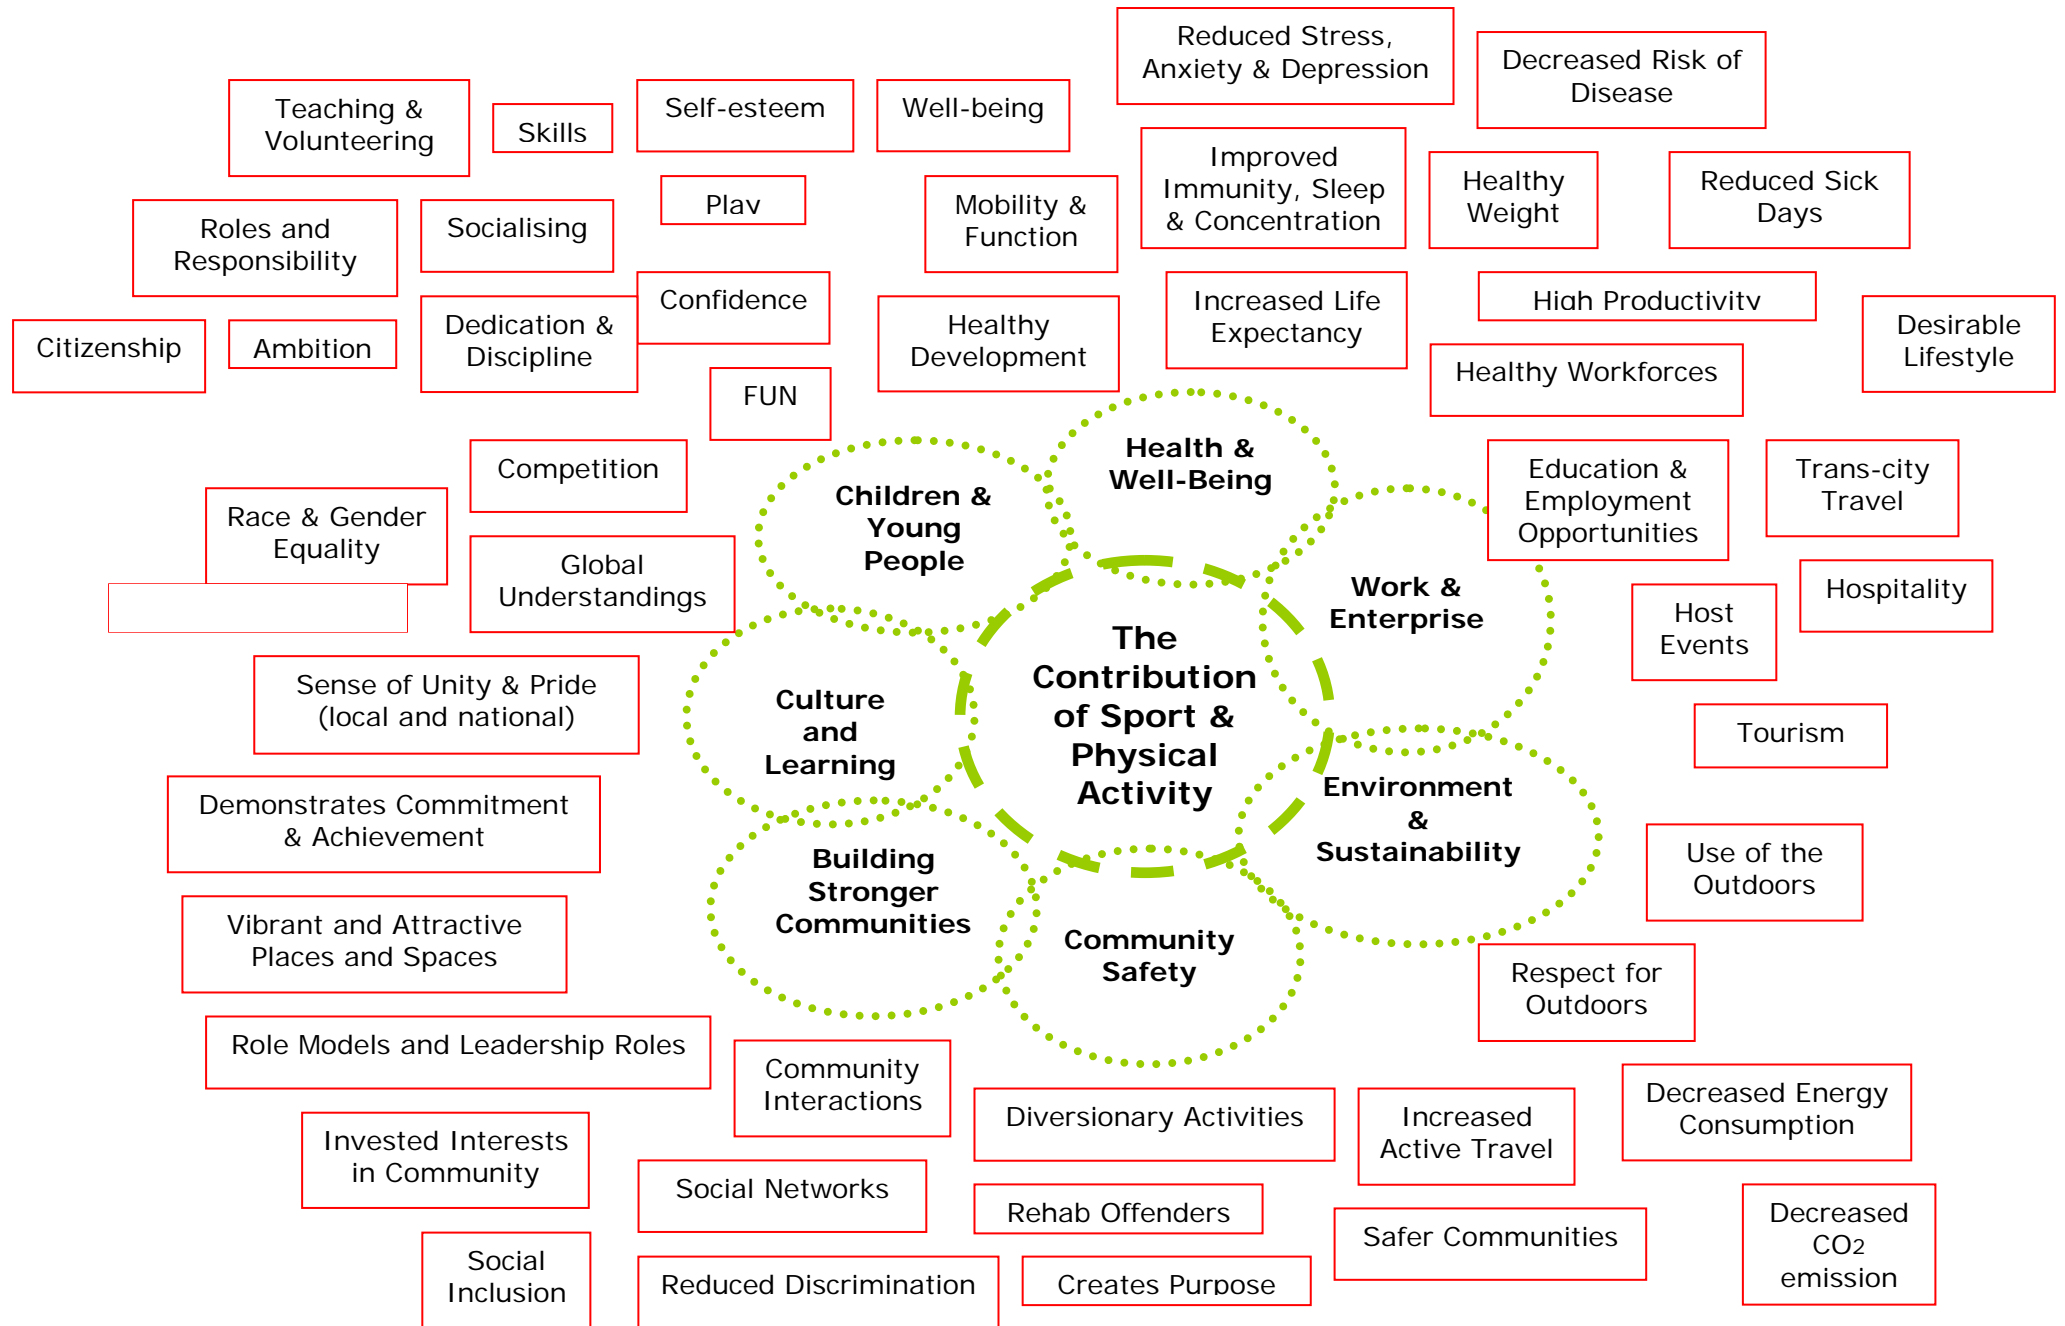 Reduced Stress,
Anxiety & Depression
Decreased Risk of
Disease
Teaching &
Volunteering
Skills
Self-esteem
Well-being
Improved
Immunity, Sleep
& Concentration
Healthy
Weight
Reduced Sick
Days
Roles and
Responsibility
Socialising
Play
Mobility &
Function
Citizenship
Ambition
Dedication &
Discipline
Confidence
Healthy
Development
Increased Life
Expectancy
High Productivity
Desirable
Lifestyle
FUN
Healthy Workforces
Competition
Children &
Young
People
Health &
Well-Being
Education &
Employment
Opportunities
Trans-city
Travel
Race & Gender
Equality
Global
Understandings
Work &
Enterprise
Host
Events
Hospitality
Sense of Unity & Pride
(local and national)
Culture
and
Learning
The
Contribution
of Sport &
Physical
Activity
Tourism
Demonstrates Commitment
& Achievement
Environment
&
Sustainability
Use of the
Outdoors
Building
Stronger
Communities
Vibrant and Attractive
Places and Spaces
Community
Safety
Respect for
Outdoors
Role Models and Leadership Roles
Community
Interactions
Diversionary Activities
Increased
Active Travel
Decreased Energy
Consumption
Invested Interests
in Community
Social Networks
Rehab Offenders
Safer Communities
Decreased
CO2
emission
Social
Inclusion
Reduced Discrimination
Creates Purpose